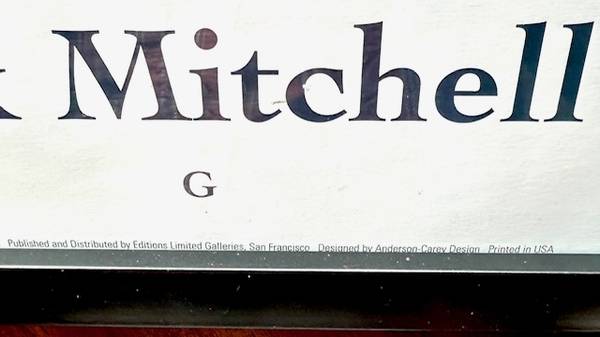 Mitchell
G
Published and Distributed by Editions Limited Galleries, San Francisco Designed by Anderson-Carey Design Printed in USA